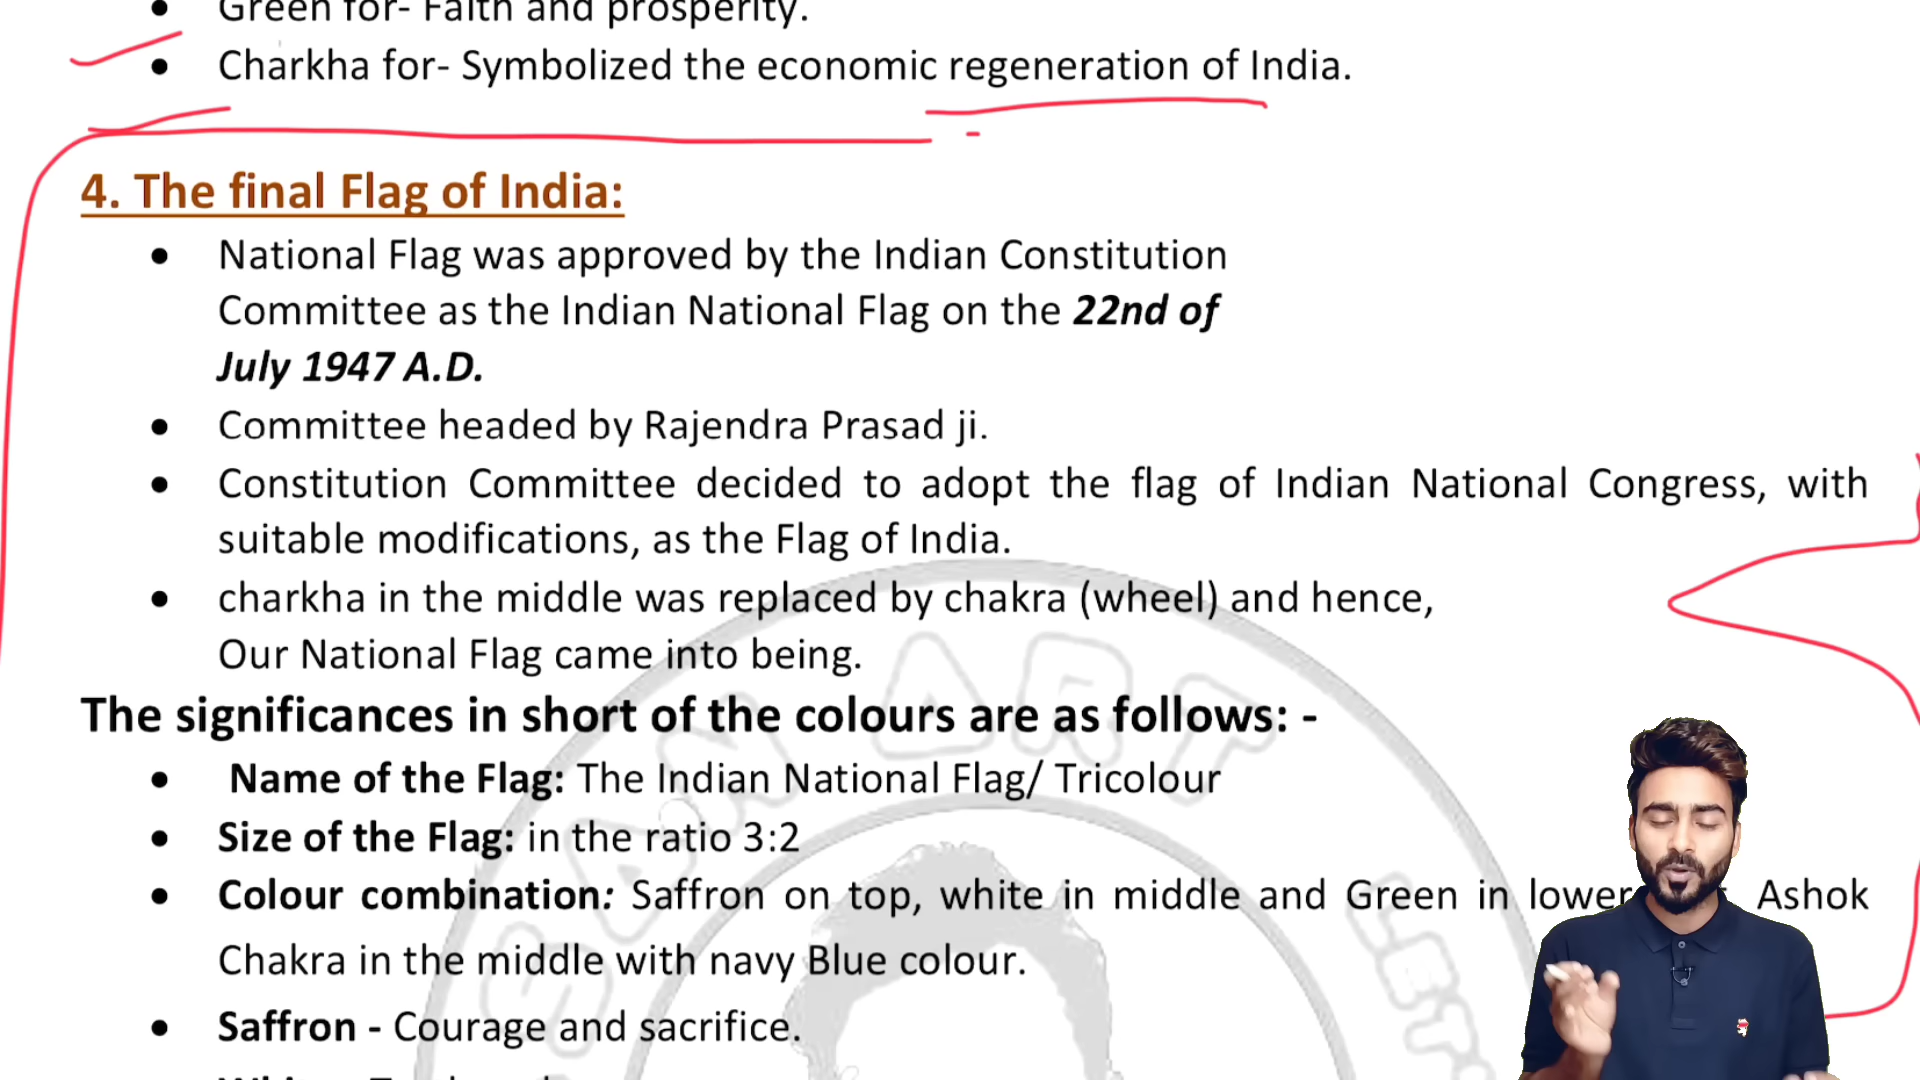 Green for- Faith and prosperity.
• Charkha for- Symbolized the economic regeneration of India.
4. The final Flag of India:
• National Flag was approved by the Indian Constitution
Committee as the Indian National Flag on the 22nd of
July 1947 A.D.
• Committee headed by Rajendra Prasad ji.
• Constitution Committee decided to adopt the flag of Indian National Congress, with
suitable modifications, as the Flag of India.
• charkha in the middle was replaced by chakra (wheel) and hence,
Our National Flag came into being.
The significances in short of the colours are as follows: -
• Name of the Flag: The Indian National Flag/ Tricolour
• Size of the Flag: in the ratio 3:2
• Colour combination: Saffron on top, white in middle and Green in lower Ashok
Chakra in the middle with navy Blue colour.
• Saffron - Courage and sacrifice.